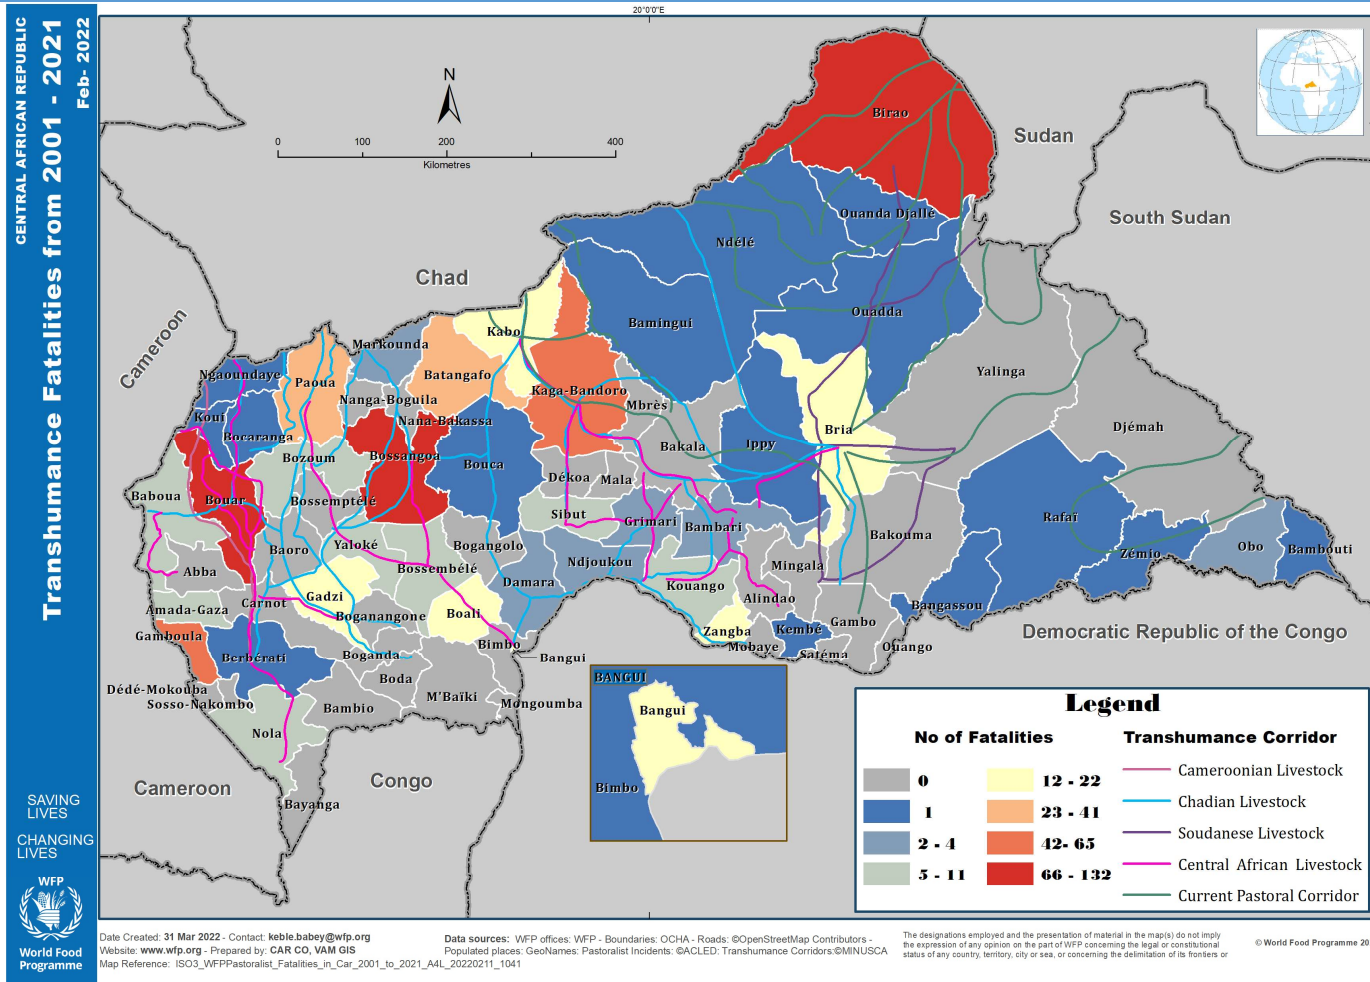 CENTRAL AFRICAN REPUBLIC
Transhumance Fatalities from 2001 - 2021
Feb- 2022
SAVING
LIVES
CHANGING
LIVES
WFP
World Food
Programme
20°0'0"E
N
0 100 200 400
Kilometres
Sudan
South Sudan
Chad
Cameroon
Democratic Republic of the Congo
Cameroon
Congo
Birao
Ouanda Djallé
Ndélé
Ouadda
Bamingui
Kabo
Markounda
Ngaoundaye
Paoua
Batangafo
Yalinga
Nanga-Boguila
Kaga-Bandoro
Mbrès
Koui
Nana-Bakassa
Bocaranga
Djémah
Bria
Bakala
Ippy
Bozoum
Bossangoa
Bouca
Dékoa
Mala
Baboua
Bouar
Bossemptélé
Sibut
Grimari
Bambari
Rafaï
Bakouma
Baoro
Yaloké
Bogangolo
Obo
Bambouti
Zémio
Abba
Bossembélé
Ndjoukou
Mingala
Damara
Kouango
Alindao
Gadzi
Amada-Gaza
Carnot
Boganangone
Boali
Bangassou
Gambo
Gamboula
Zangba
Kembé
Mobaye
Satéma
Ouango
Bimbo
Bangui
Berbérati
Boganda
Boda
Dédé-Mokouba
Sosso-Nakombo
M'Baïki
Mongoumba
Bambio
Nola
Bayanga
BANGUI
Bangui
Bimbo
Legend
No of Fatalities
0
1
2 - 4
5 - 11
12 - 22
23 - 41
42- 65
66 - 132
Transhumance Corridor
Cameroonian Livestock
Chadian Livestock
Soudanese Livestock
Central African Livestock
Current Pastoral Corridor
Date Created: 31 Mar 2022 - Contact: keble.babey@wfp.org
Website: www.wfp.org - Prepared by: CAR CO, VAM GIS
Map Reference: ISO3_WFPPastoralist_Fatalities_in_Car_2001_to_2021_A4L_20220211_1041
Data sources: WFP offices: WFP - Boundaries: OCHA - Roads: ©OpenStreetMap Contributors -
Populated places: GeoNames: Pastoralist Incidents: ©ACLED: Transhumance Corridors:©MINUSCA
The designations employed and the presentation of material in the map(s) do not imply
the expression of any opinion on the part of WFP concerning the legal or constitutional
status of any country, territory, city or sea, or concerning the delimitation of its frontiers or
© World Food Programme 20